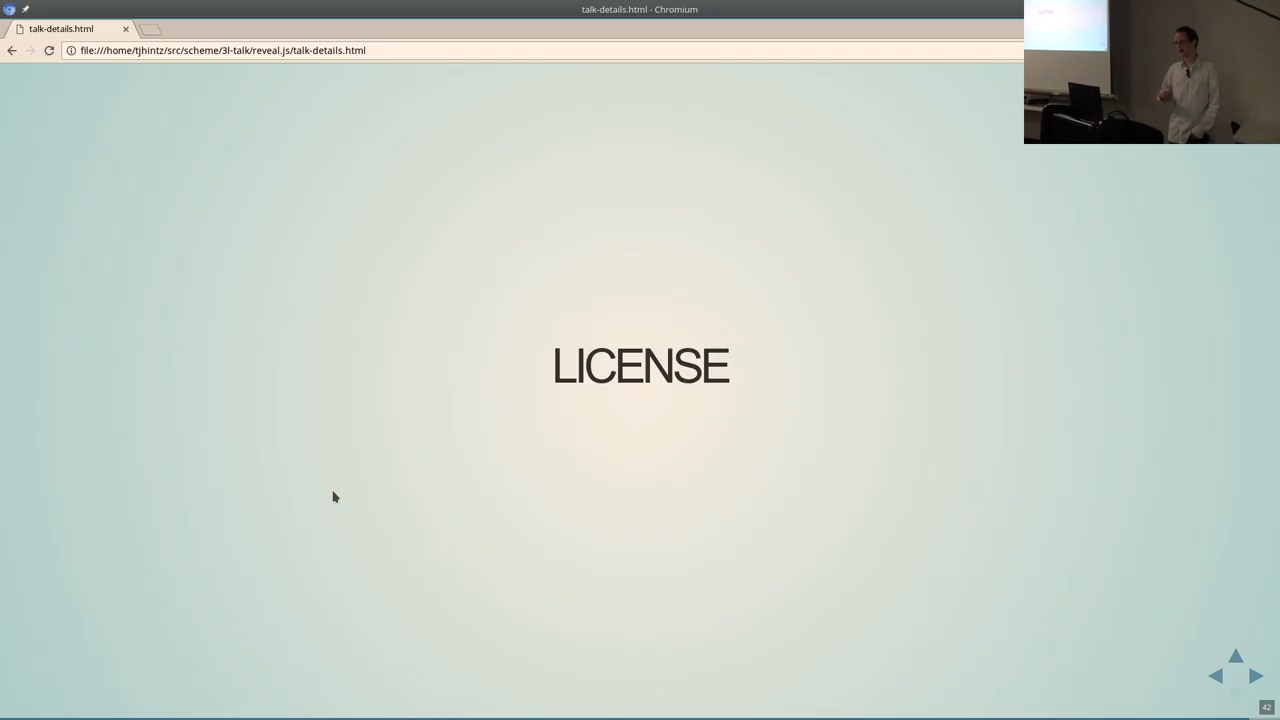 talk-details.html - Chromium
talk-details.html
file:///home/tjhintz/src/scheme/3l-talk/reveal.js/talk-details.html
LICENSE
42